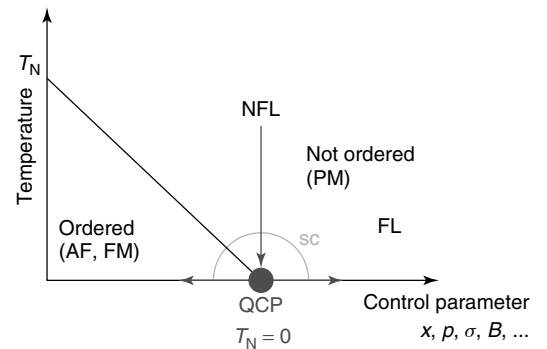 T_N
Temperature
NFL
Not ordered
(PM)
Ordered
(AF, FM)
SC
FL
QCP
T_N = 0
Control parameter
x, p, σ, B, ...